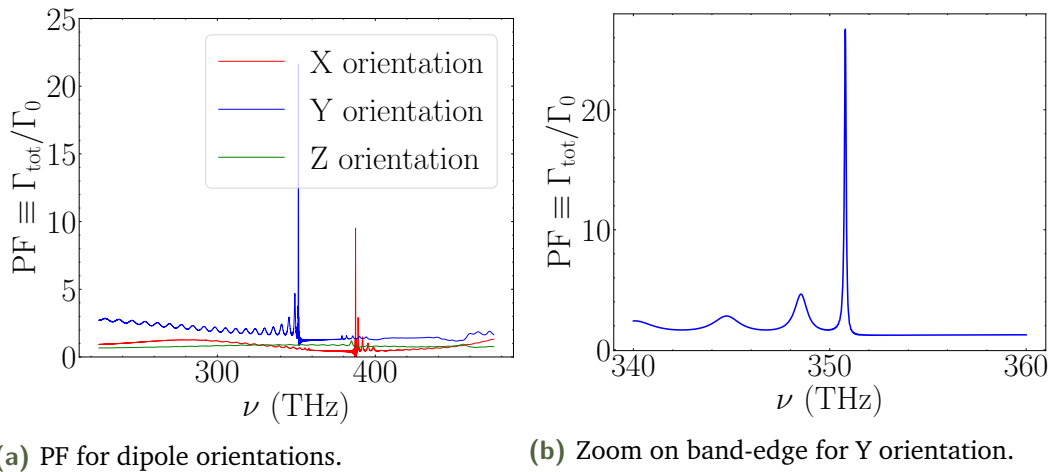 25
20
15
10
5
0
PF ≡ Γtot/Γ0
X orientation
Y orientation
Z orientation
300
400
ν (THz)
20
10
0
PF ≡ Γtot/Γ0
340
350
360
ν (THz)
(a) PF for dipole orientations.
(b) Zoom on band-edge for Y orientation.